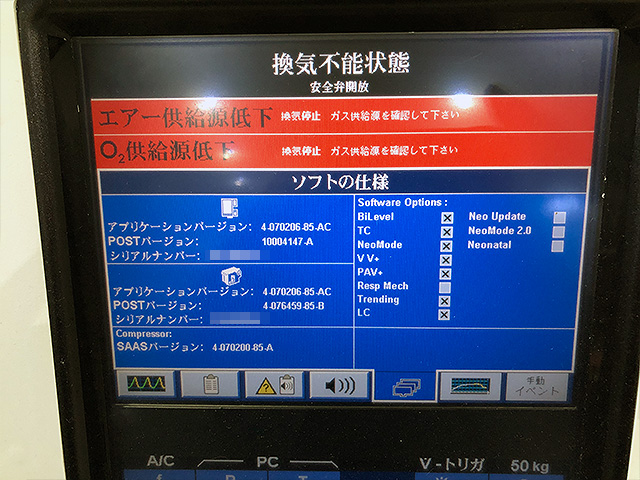 換気不能状態
安全弁開放
エアー供給源低下 換気停止 ガス供給源を確認して下さい
O₂供給源低下 換気停止 ガス供給源を確認して下さい
ソフトの仕様
アプリケーションバージョン: 4-070206-85-AC
POSTバージョン: 10004147-A
シリアルナンバー:
アプリケーションバージョン: 4-070206-85-AC
POSTバージョン: 4-076459-85-B
シリアルナンバー:
Compressor:
SAASバージョン: 4-070200-85-A
Software Options :
BiLevel Neo Update
TC NeoMode 2.0
NeoMode Neonatal
V V+
PAV+
Resp Mech
Trending
LC
手動
イベント
A/C PC V-トリガ 50 kg